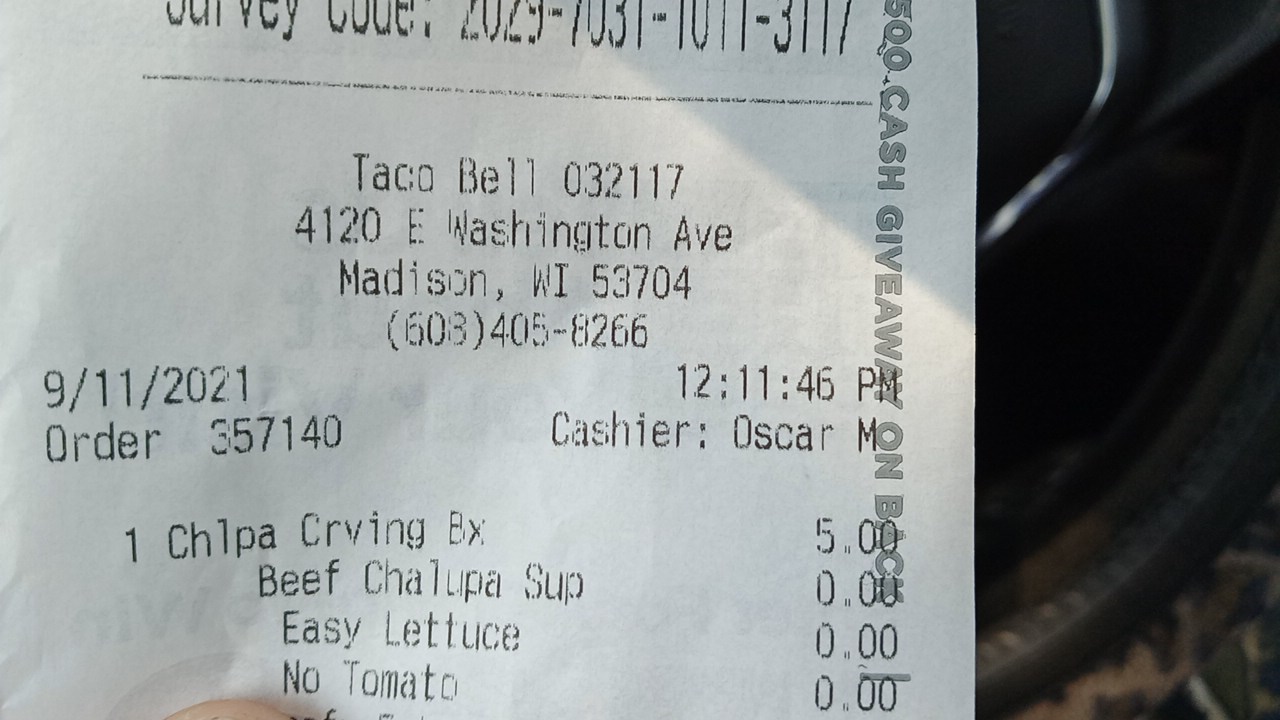 Survey Code: 2029-7031-1011-3117
Taco Bell 032117
4120 E Washington Ave
Madison, WI 53704
(608)405-8266
9/11/2021 12:11:46 PM
Order 357140 Cashier: Oscar M
1 Chlpa Crving Bx 5.00
Beef Chalupa Sup 0.00
Easy Lettuce 0.00
No Tomato 0.00
500 CASH GIVEAWAY ON BACK